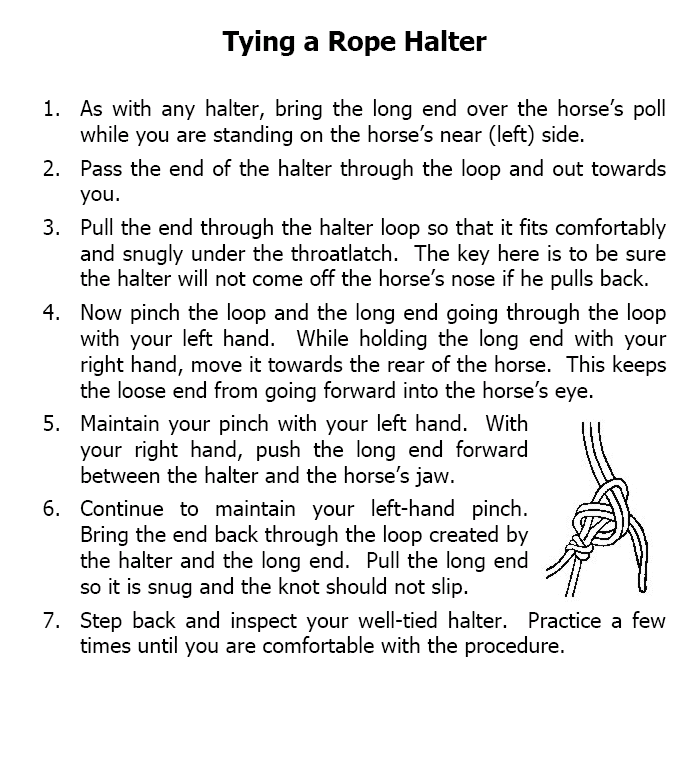 Tying a Rope Halter
1. As with any halter, bring the long end over the horse's poll
while you are standing on the horse's near (left) side.
2. Pass the end of the halter through the loop and out towards
you.
3. Pull the end through the halter loop so that it fits comfortably
and snugly under the throatlatch. The key here is to be sure
the halter will not come off the horse's nose if he pulls back.
4. Now pinch the loop and the long end going through the loop
with your left hand. While holding the long end with your
right hand, move it towards the rear of the horse. This keeps
the loose end from going forward into the horse's eye.
5. Maintain your pinch with your left hand. With
your right hand, push the long end forward
between the halter and the horse's jaw.
6. Continue to maintain your left-hand pinch.
Bring the end back through the loop created by
the halter and the long end. Pull the long end
so it is snug and the knot should not slip.
7. Step back and inspect your well-tied halter. Practice a few
times until you are comfortable with the procedure.